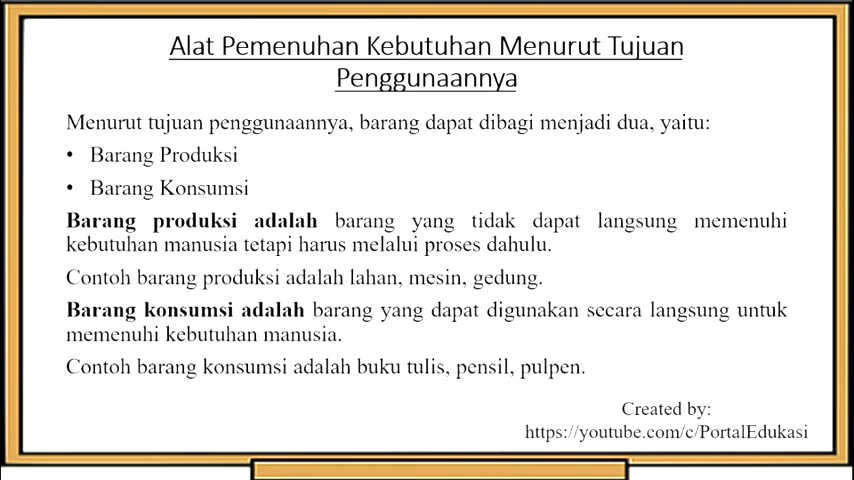 Alat Pemenuhan Kebutuhan Menurut Tujuan
Penggunaannya
Menurut tujuan penggunaannya, barang dapat dibagi menjadi dua, yaitu:
• Barang Produksi
• Barang Konsumsi
Barang produksi adalah barang yang tidak dapat langsung memenuhi
kebutuhan manusia tetapi harus melalui proses dahulu.
Contoh barang produksi adalah lahan, mesin, gedung.
Barang konsumsi adalah barang yang dapat digunakan secara langsung untuk
memenuhi kebutuhan manusia.
Contoh barang konsumsi adalah buku tulis, pensil, pulpen.
Created by:
https://youtube.com/c/PortalEdukasi